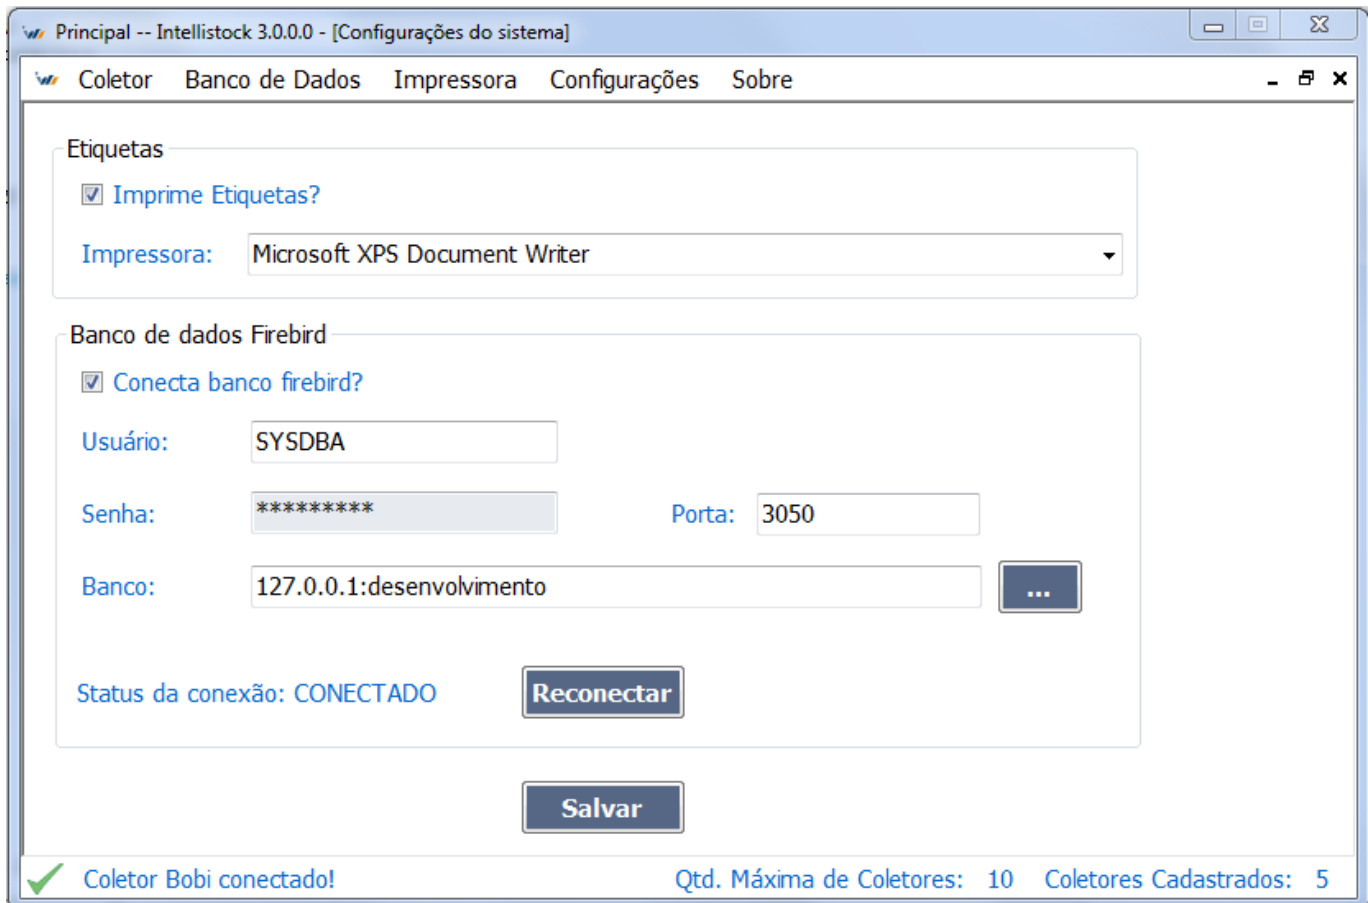 Principal -- Intellistock 3.0.0.0 - [Configurações do sistema]
Coletor Banco de Dados Impressora Configurações Sobre
Etiquetas
Imprime Etiquetas?
Impressora: Microsoft XPS Document Writer
Banco de dados Firebird
Conecta banco firebird?
Usuário: SYSDBA
Senha: ********* Porta: 3050
Banco: 127.0.0.1:desenvolvimento ...
Status da conexão: CONECTADO Reconectar
Salvar
Coletor Bobi conectado! Qtd. Máxima de Coletores: 10 Coletores Cadastrados: 5